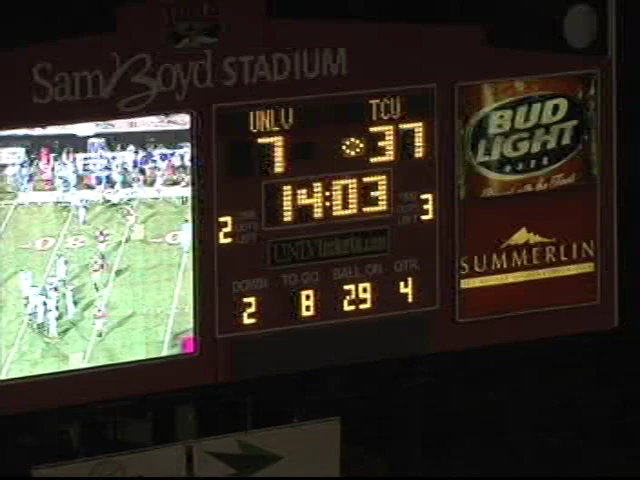 Sam Boyd STADIUM
UNLV TCU
7 37
14:03
2 3
UNLVtickets.com
DOWN TO GO BALL ON QTR.
2 8 29 4
BUD
LIGHT
SUMMERLIN